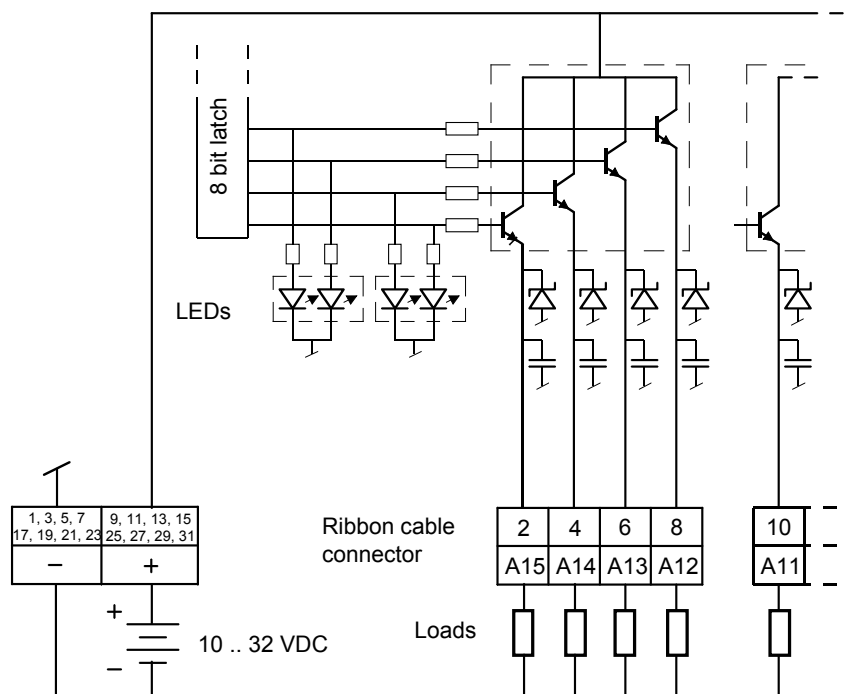 8 bit latch
LEDs
1, 3, 5, 7
17, 19, 21, 23
9, 11, 13, 15
25, 27, 29, 31
−
+
+
−
10 .. 32 VDC
Ribbon cable
connector
2
4
6
8
10
A15
A14
A13
A12
A11
Loads